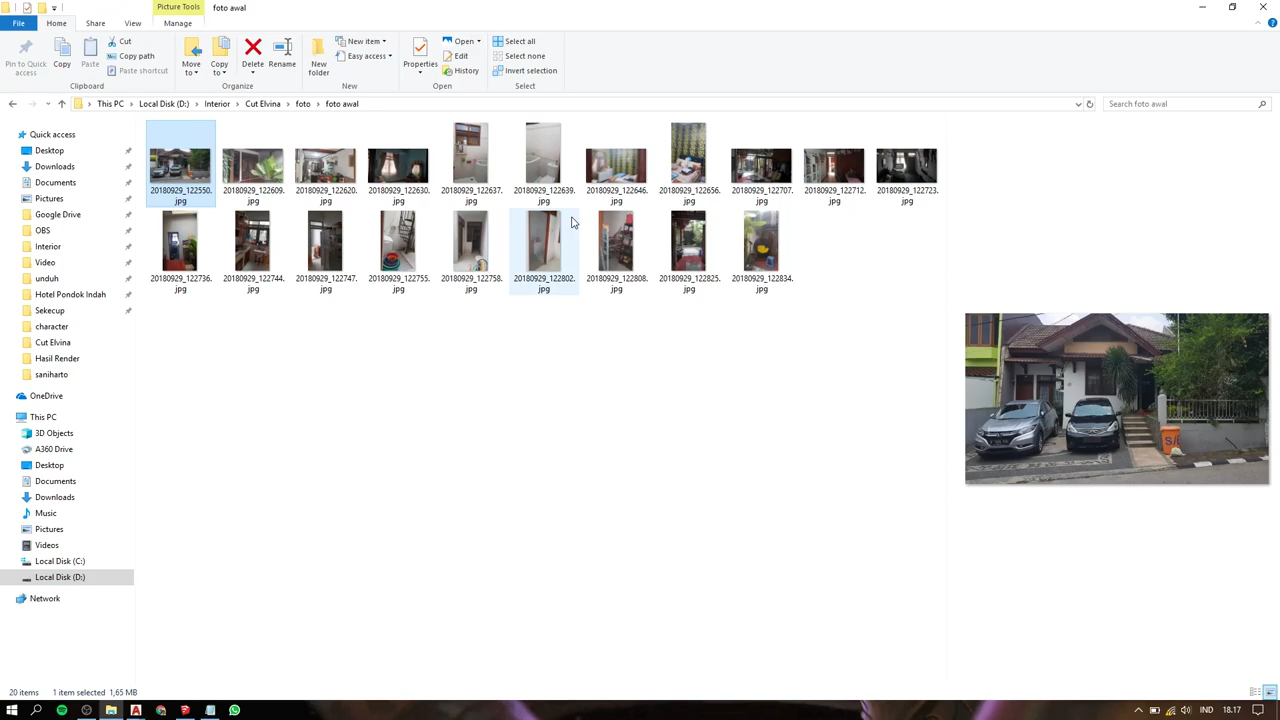 Picture Tools
foto awal
File
Home
Share
View
Manage
Pin to Quick access
Copy
Paste
Cut
Copy path
Paste shortcut
Clipboard
Move to
Copy to
Delete
Rename
Organize
New folder
New item
Easy access
New
Properties
Open
Edit
History
Open
Select all
Select none
Invert selection
Select
This PC > Local Disk (D:) > Interior > Cut Elvina > foto > foto awal
Search foto awal
Quick access
Desktop
Downloads
Documents
Pictures
Google Drive
OBS
Interior
Video
unduh
Hotel Pondok Indah
Sekecup
character
Cut Elvina
Hasil Render
saniharto
OneDrive
This PC
3D Objects
A360 Drive
Desktop
Documents
Downloads
Music
Pictures
Videos
Local Disk (C:)
Local Disk (D:)
Network
20180929_122550.jpg
20180929_122609.jpg
20180929_122620.jpg
20180929_122630.jpg
20180929_122637.jpg
20180929_122639.jpg
20180929_122646.jpg
20180929_122656.jpg
20180929_122707.jpg
20180929_122712.jpg
20180929_122723.jpg
20180929_122736.jpg
20180929_122744.jpg
20180929_122747.jpg
20180929_122755.jpg
20180929_122758.jpg
20180929_122802.jpg
20180929_122808.jpg
20180929_122825.jpg
20180929_122834.jpg
20 items
1 item selected 1,65 MB
IND
18.17